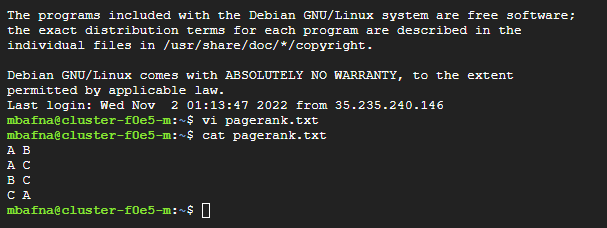 The programs included with the Debian GNU/Linux system are free software;
the exact distribution terms for each program are described in the
individual files in /usr/share/doc/*/copyright.
Debian GNU/Linux comes with ABSOLUTELY NO WARRANTY, to the extent
permitted by applicable law.
Last login: Wed Nov  2 01:13:47 2022 from 35.235.240.146
mbafna@cluster-f0e5-m:~$ vi pagerank.txt
mbafna@cluster-f0e5-m:~$ cat pagerank.txt
A B
A C
B C
C A
mbafna@cluster-f0e5-m:~$